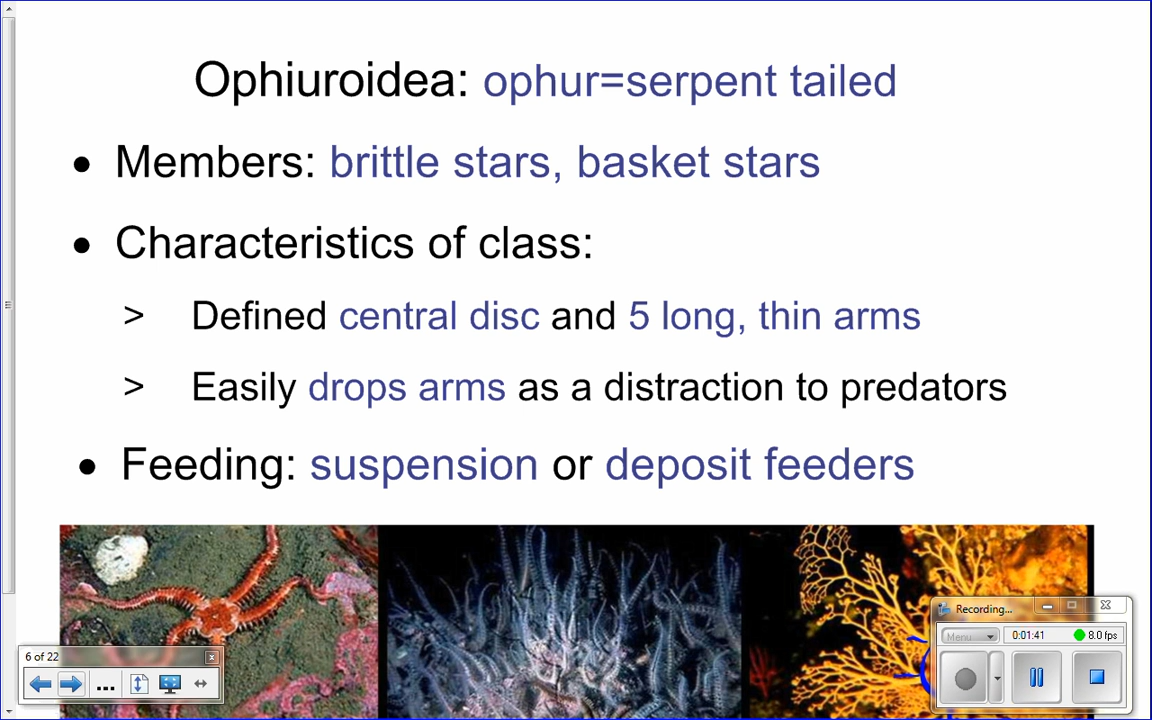 Ophiuroidea: ophur=serpent tailed
• Members: brittle stars, basket stars
• Characteristics of class:
> Defined central disc and 5 long, thin arms
> Easily drops arms as a distraction to predators
• Feeding: suspension or deposit feeders
Recording...
Menu 0:01:41 8.0 fps
6 of 22
...